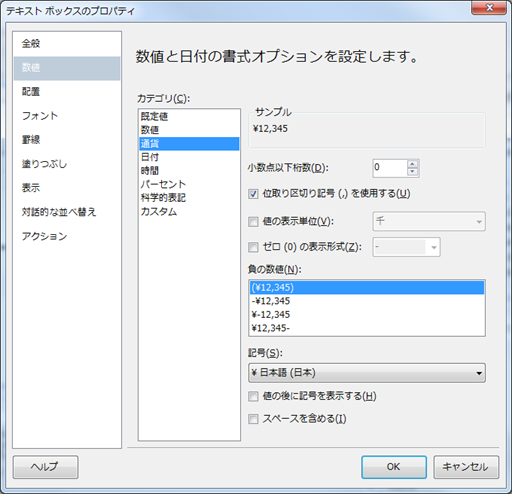 テキスト ボックスのプロパティ
全般
数値
配置
フォント
罫線
塗りつぶし
表示
対話的な並べ替え
アクション
数値と日付の書式オプションを設定します。
カテゴリ(C):
既定値
数値
通貨
日付
時間
パーセント
科学的表記
カスタム
サンプル
¥12,345
小数点以下桁数(D):
0
位取り区切り記号 (,) を使用する(U)
値の表示単位(V):
千
ゼロ (0) の表示形式(Z):
-
負の数値(N):
(¥12,345)
-¥12,345
¥-12,345
¥12,345-
記号(S):
¥ 日本語 (日本)
値の後に記号を表示する(H)
スペースを含める(I)
ヘルプ
OK
キャンセル